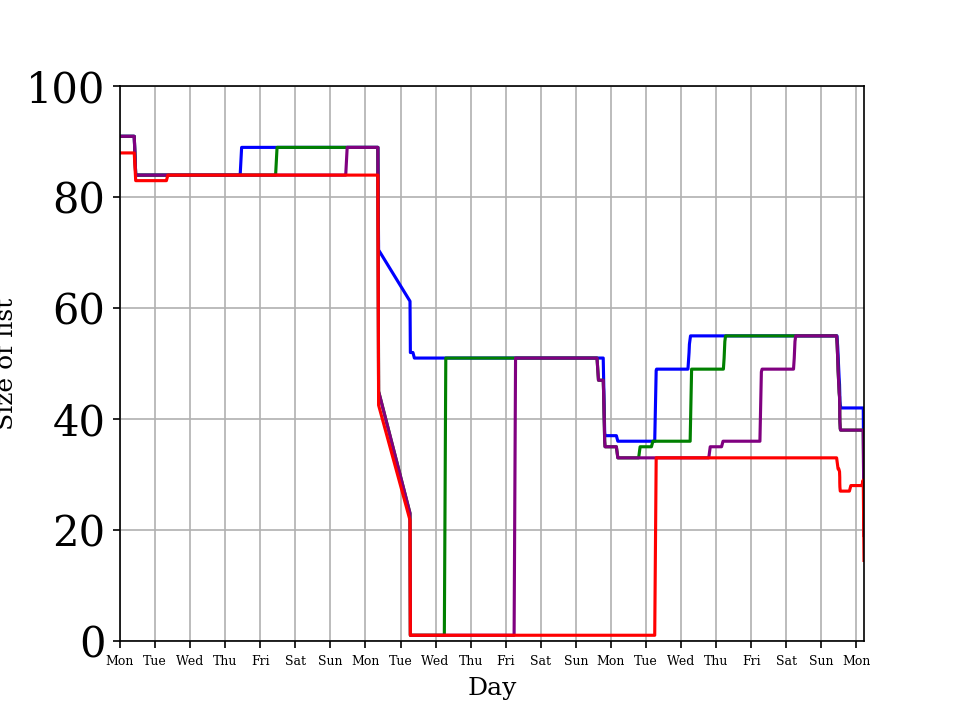 100
80
60
40
20
0
Size of list
Mon Tue Wed Thu Fri Sat Sun Mon Tue Wed Thu Fri Sat Sun Mon Tue Wed Thu Fri Sat Sun Mon
Day